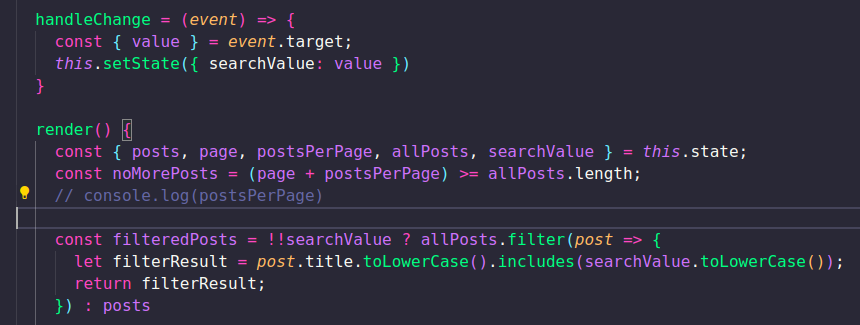 handleChange = (event) => {
const { value } = event.target;
this.setState({ searchValue: value })
}
render() {
const { posts, page, postsPerPage, allPosts, searchValue } = this.state;
const noMorePosts = (page + postsPerPage) >= allPosts.length;
// console.log(postsPerPage)
const filteredPosts = !!searchValue ? allPosts.filter(post => {
let filterResult = post.title.toLowerCase().includes(searchValue.toLowerCase());
return filterResult;
}) : posts